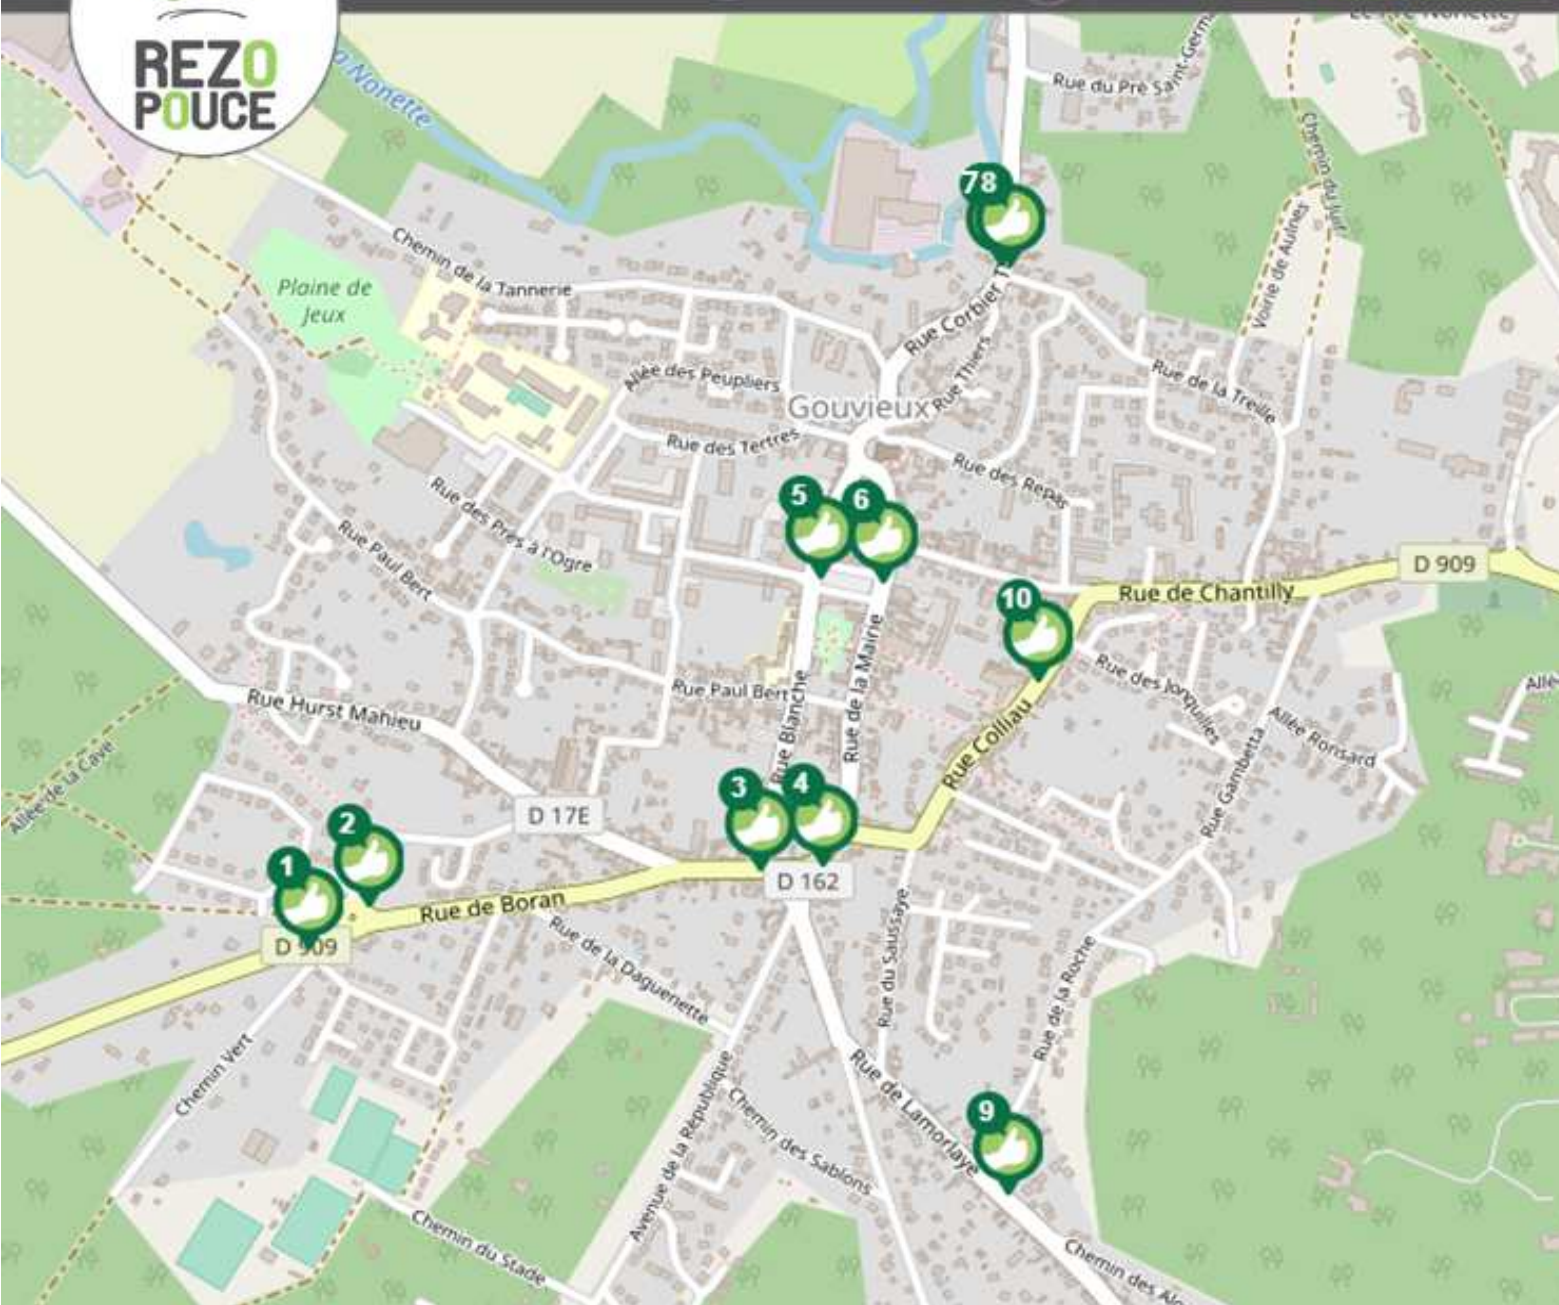 REZO
POUCE
La Nonette
Rue du Pré Saint-Germ
Chemin du Juif
78
Voirie de Aulnes
Chemin de la Tannerie
Plaine de
Jeux
Rue Corbier
Rue Thiers
Allée des Peupliers
Rue de la Treille
Gouvieux
Rue des Tertres
Rue des Repas
Rue des Prés à l'Ogre
5
6
Rue Paul Bert
D 909
Rue de Chantilly
10
Rue de la Mairie
Rue des Jonquilles
Rue Paul Bert
Rue Blanche
Allé
Rue Hurst Mahieu
Rue Colliau
Allée Ronsard
Rue Gambetta
Allée de la Cave
3
4
D 17E
2
1
D 162
Rue de Boran
D 909
Rue de la Daguenette
Rue du Saussaye
Rue de la Roche
Chemin Vert
Rue de Lamorlaye
Avenue de la République
Chemin des Sablons
9
Chemin du Stade
Chemin des Alo